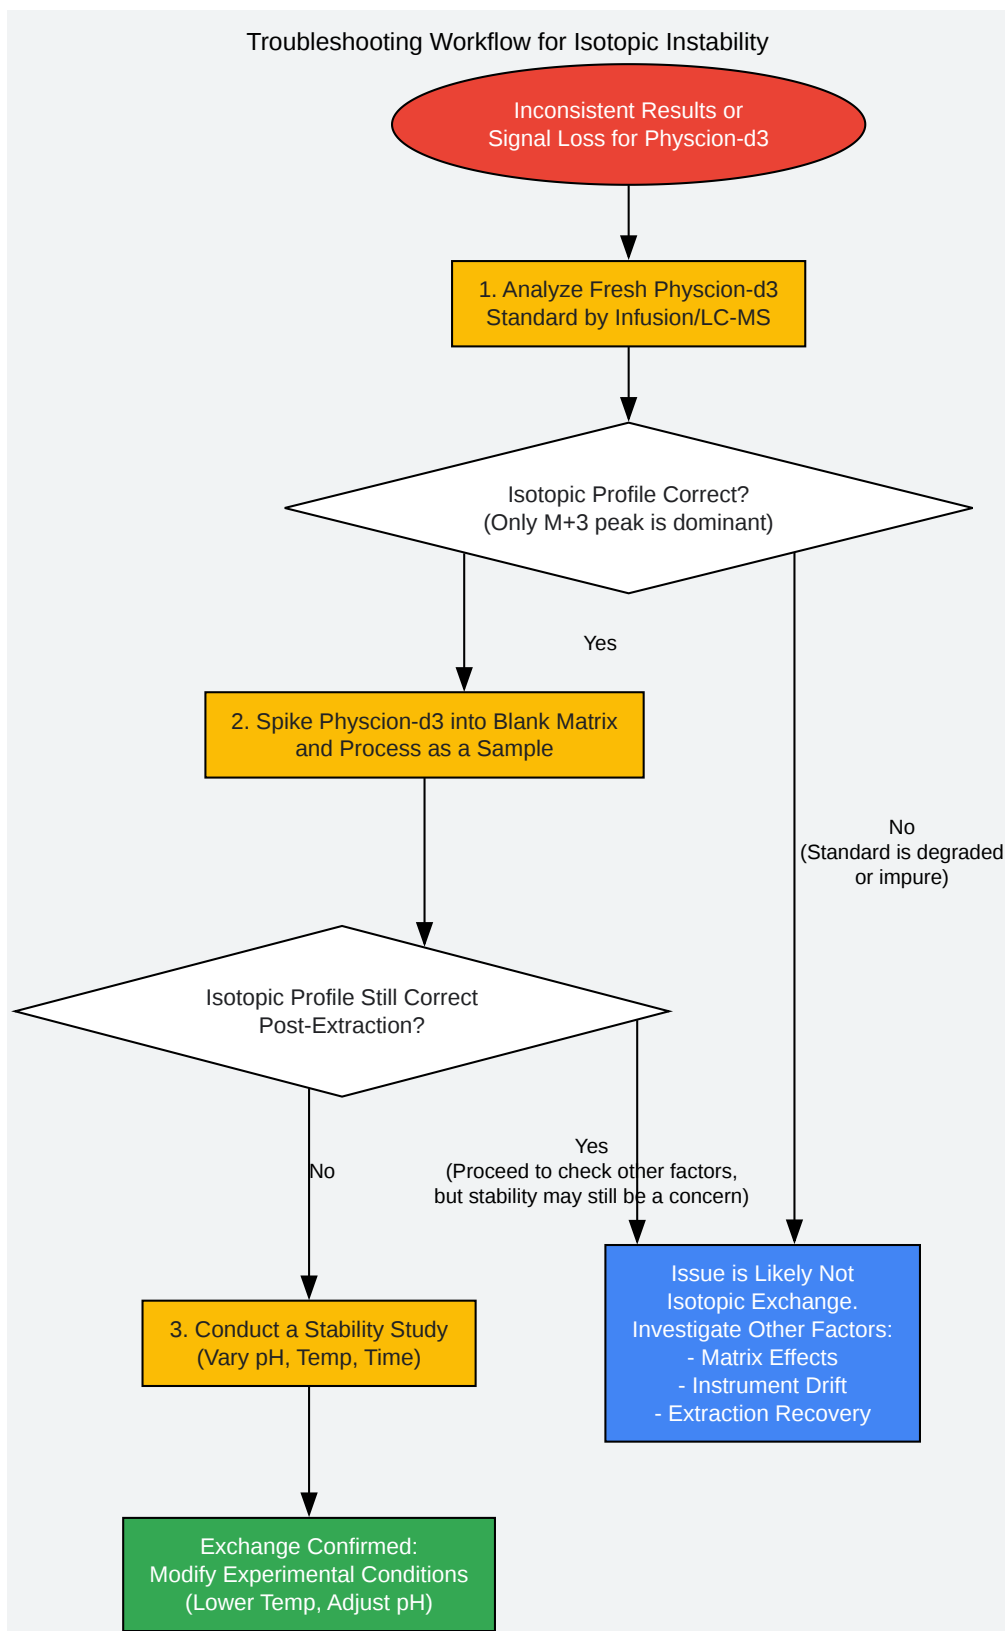 Troubleshooting Workflow for Isotopic Instability
Inconsistent Results or
Signal Loss for Physcion-d3
1. Analyze Fresh Physcion-d3
Standard by Infusion/LC-MS
Isotopic Profile Correct?
(Only M+3 peak is dominant)
Yes
2. Spike Physcion-d3 into Blank Matrix
and Process as a Sample
No
(Standard is degraded
or impure)
Isotopic Profile Still Correct
Post-Extraction?
No
Yes
(Proceed to check other factors,
but stability may still be a concern)
Issue is Likely Not
Isotopic Exchange.
Investigate Other Factors:
- Matrix Effects
- Instrument Drift
- Extraction Recovery
3. Conduct a Stability Study
(Vary pH, Temp, Time)
Exchange Confirmed:
Modify Experimental Conditions
(Lower Temp, Adjust pH)